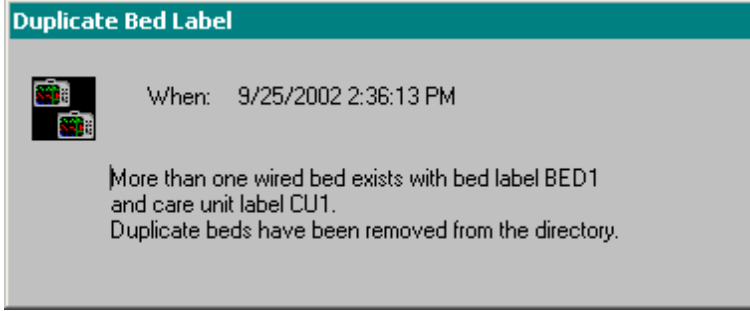 Duplicate Bed Label
When: 9/25/2002 2:36:13 PM
More than one wired bed exists with bed label BED1
and care unit label CU1.
Duplicate beds have been removed from the directory.